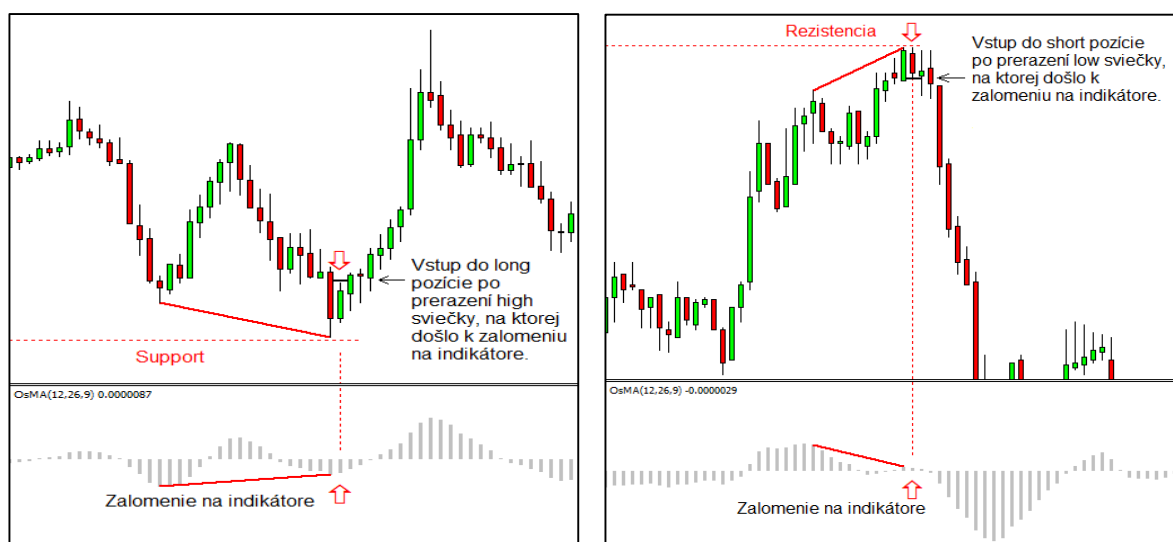 Vstup do long
pozície po
prerazení high
sviečky, na ktorej
došlo k zalomeniu
na indikátore.
Support
OsMA(12,26,9) 0.0000087
Zalomenie na indikátore
Rezistencia
Vstup do short pozície
po prerazení low sviečky,
na ktorej došlo k
zalomeniu na indikátore.
OsMA(12,26,9) -0.0000029
Zalomenie na indikátore